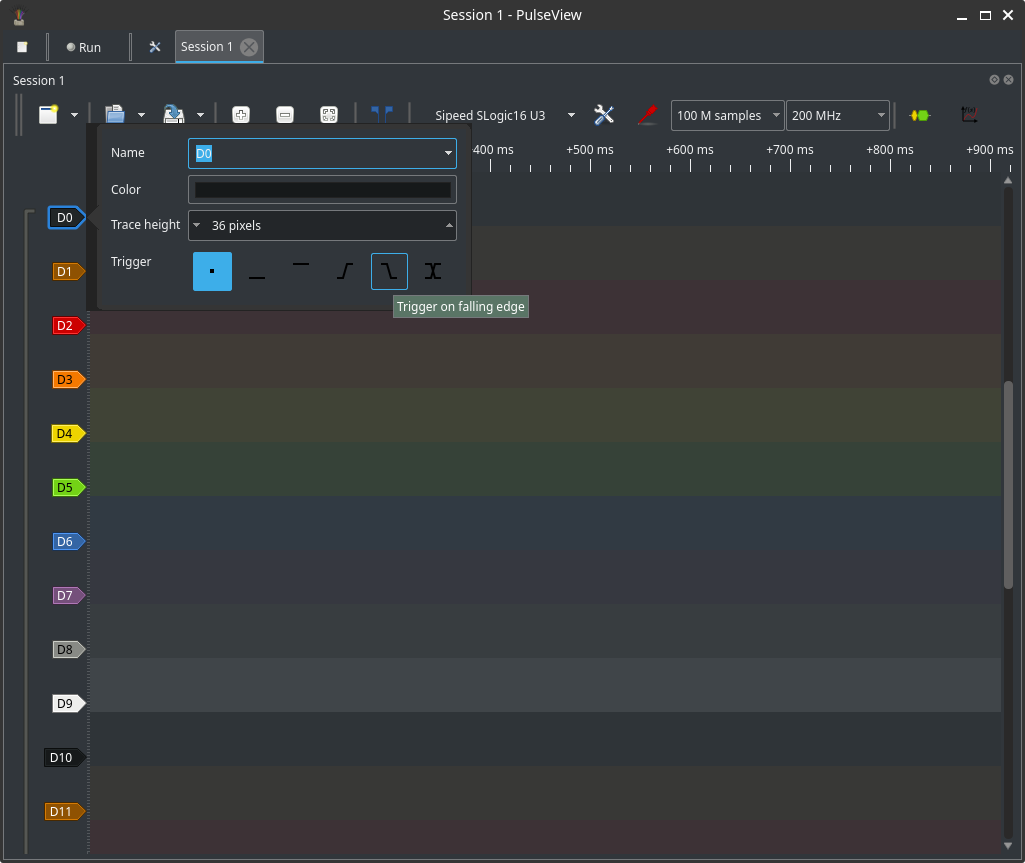 Session 1 - PulseView
Run
Session 1
Session 1
Sipeed SLogic16 U3
100 M samples
200 MHz
400 ms
+500 ms
+600 ms
+700 ms
+800 ms
+900 ms
Name
D0
Color
Trace height
36 pixels
Trigger
Trigger on falling edge
D0
D1
D2
D3
D4
D5
D6
D7
D8
D9
D10
D11